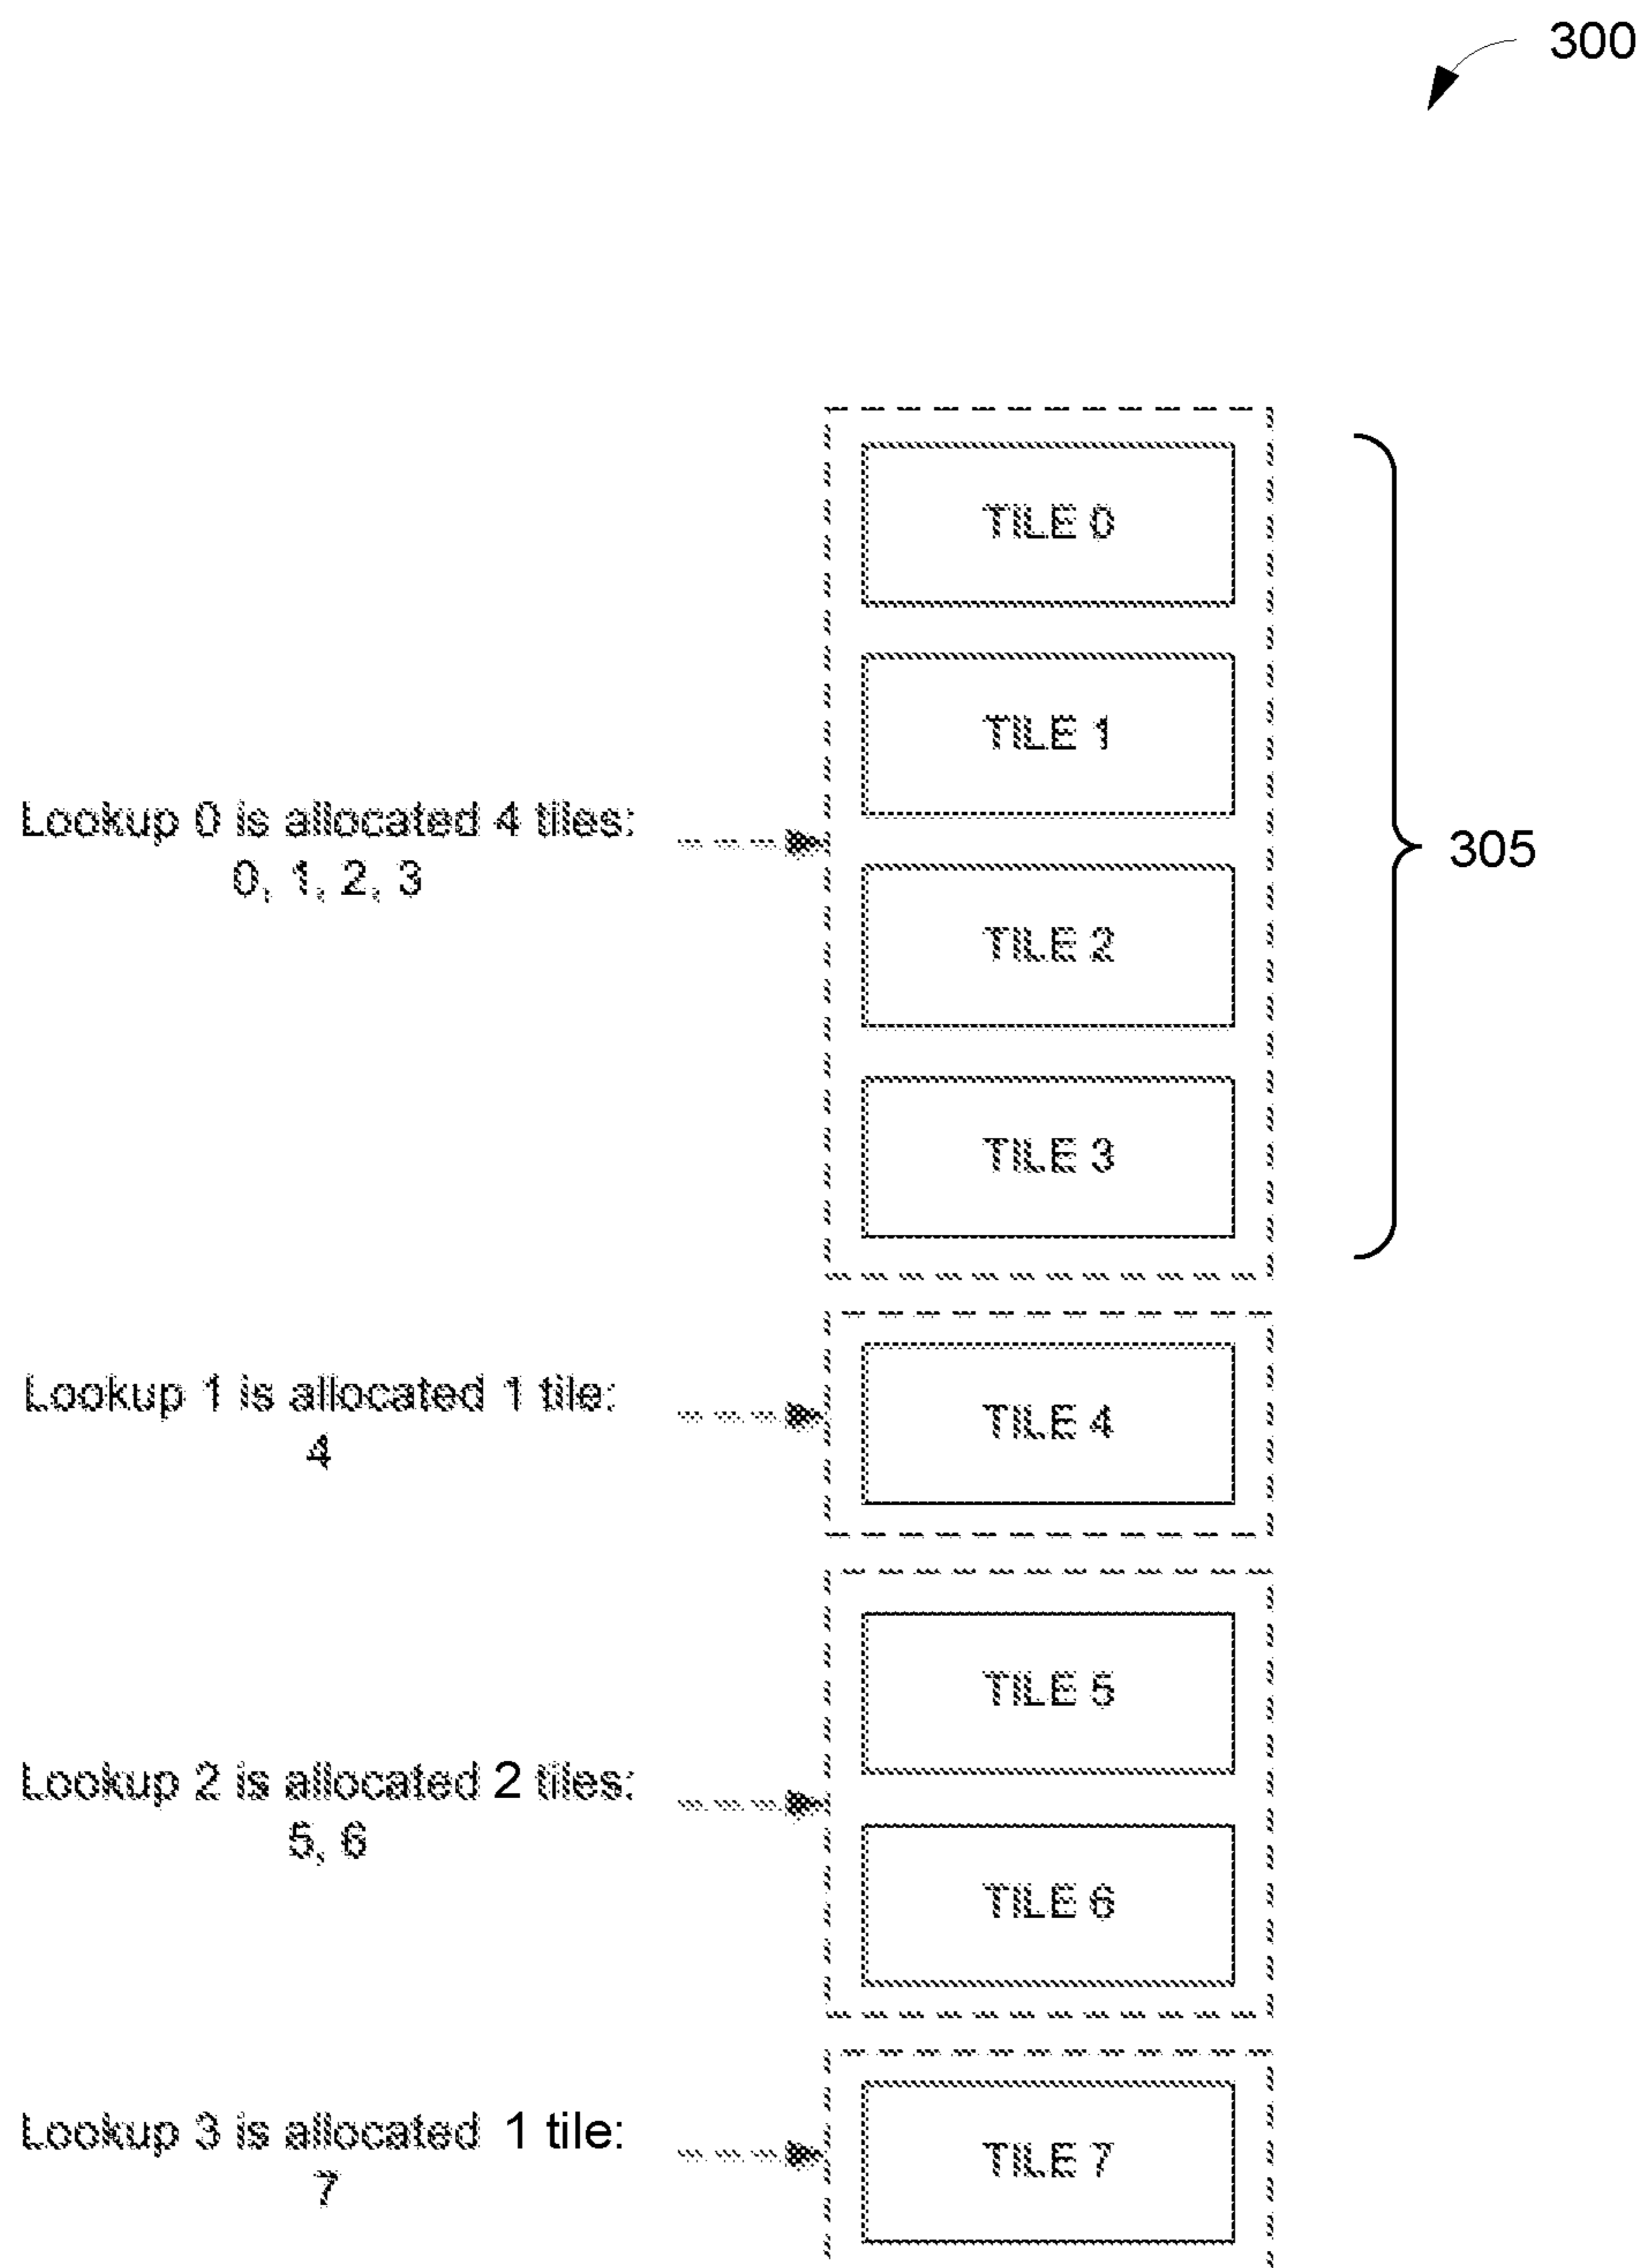 300
TILE 0
TILE 1
Lookup 0 is allocated 4 tiles:
0, 1, 2, 3
305
TILE 2
TILE 3
Lookup 1 is allocated 1 tile:
4
TILE 4
TILE 5
Lookup 2 is allocated 2 tiles:
5, 6
TILE 6
Lookup 3 is allocated 1 tile:
7
TILE 7